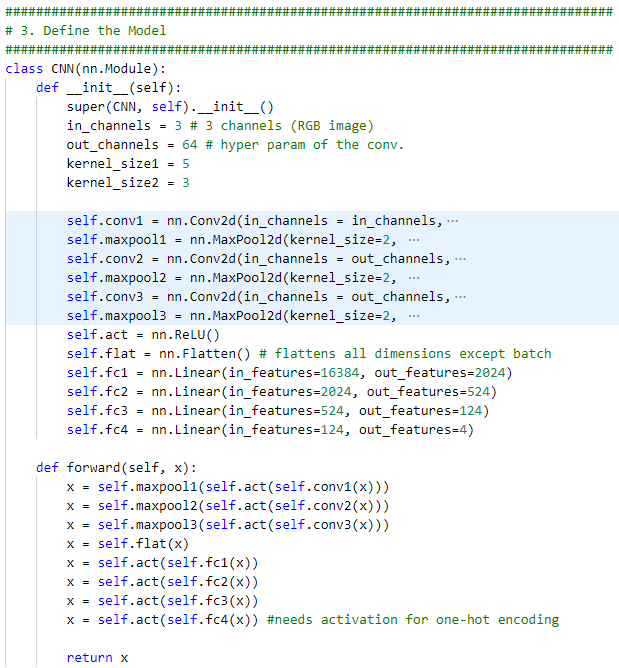 ###############################################################################
# 3. Define the Model
###############################################################################
class CNN(nn.Module):
    def __init__(self):
        super(CNN, self).__init__()
        in_channels = 3 # 3 channels (RGB image)
        out_channels = 64 # hyper param of the conv.
        kernel_size1 = 5
        kernel_size2 = 3

        self.conv1 = nn.Conv2d(in_channels = in_channels, ···
        self.maxpool1 = nn.MaxPool2d(kernel_size=2, ···
        self.conv2 = nn.Conv2d(in_channels = out_channels, ···
        self.maxpool2 = nn.MaxPool2d(kernel_size=2, ···
        self.conv3 = nn.Conv2d(in_channels = out_channels, ···
        self.maxpool3 = nn.MaxPool2d(kernel_size=2, ···
        self.act = nn.ReLU()
        self.flat = nn.Flatten() # flattens all dimensions except batch
        self.fc1 = nn.Linear(in_features=16384, out_features=2024)
        self.fc2 = nn.Linear(in_features=2024, out_features=524)
        self.fc3 = nn.Linear(in_features=524, out_features=124)
        self.fc4 = nn.Linear(in_features=124, out_features=4)

    def forward(self, x):
        x = self.maxpool1(self.act(self.conv1(x)))
        x = self.maxpool2(self.act(self.conv2(x)))
        x = self.maxpool3(self.act(self.conv3(x)))
        x = self.flat(x)
        x = self.act(self.fc1(x))
        x = self.act(self.fc2(x))
        x = self.act(self.fc3(x))
        x = self.act(self.fc4(x)) #needs activation for one-hot encoding

        return x